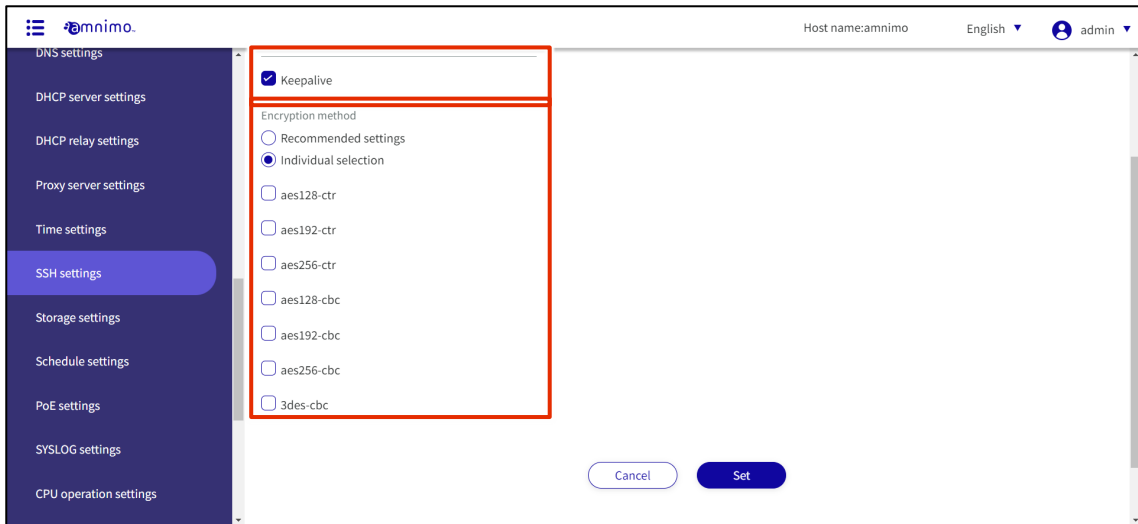 amnimo
Host name:amnimo
English ▼
admin ▼
DNS settings
DHCP server settings
DHCP relay settings
Proxy server settings
Time settings
SSH settings
Storage settings
Schedule settings
PoE settings
SYSLOG settings
CPU operation settings
Keepalive
Encryption method
Recommended settings
Individual selection
aes128-ctr
aes192-ctr
aes256-ctr
aes128-cbc
aes192-cbc
aes256-cbc
3des-cbc
Cancel
Set